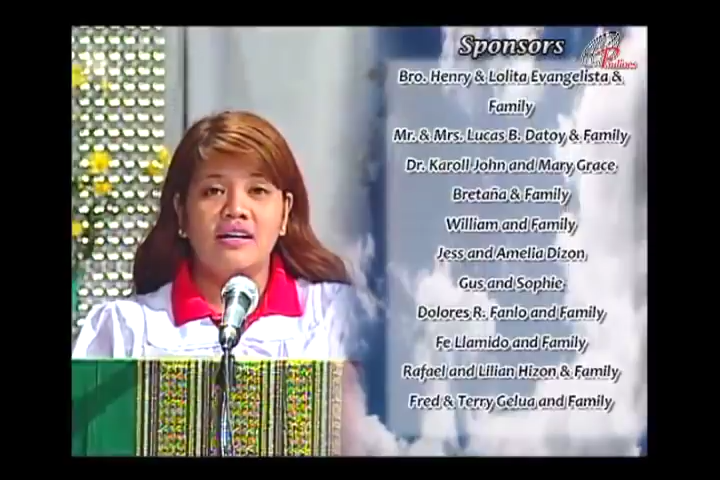 Sponsors
Bro. Henry & Lolita Evangelista &
Family
Mr. & Mrs. Lucas B. Datoy & Family
Dr. Karoll John and Mary Grace
Bretaña & Family
William and Family
Jess and Amelia Dizon
Gus and Sophie
Dolores R. Fanlo and Family
Fe Llamido and Family
Rafael and Lilian Hizon & Family
Fred & Terry Gelua and Family